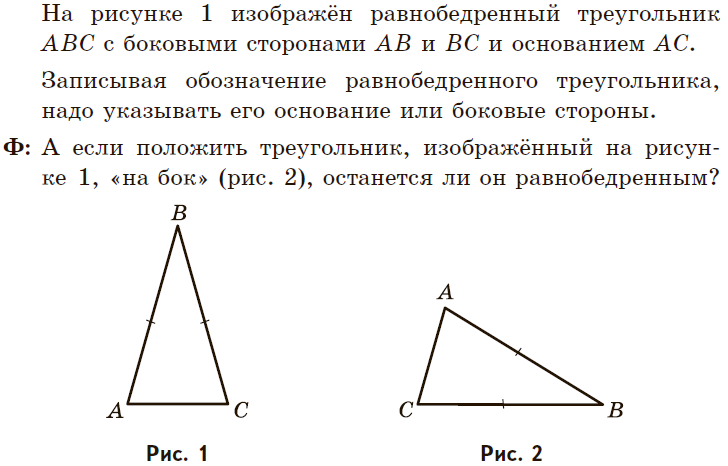 На рисунке 1 изображён равнобедренный треугольник
ABC с боковыми сторонами AB и BC и основанием AC.
Записывая обозначение равнобедренного треугольника,
надо указывать его основание или боковые стороны.
Ф: А если положить треугольник, изображённый на рисун-
ке 1, «на бок» (рис. 2), останется ли он равнобедренным?
B
A C
Рис. 1
A
C B
Рис. 2